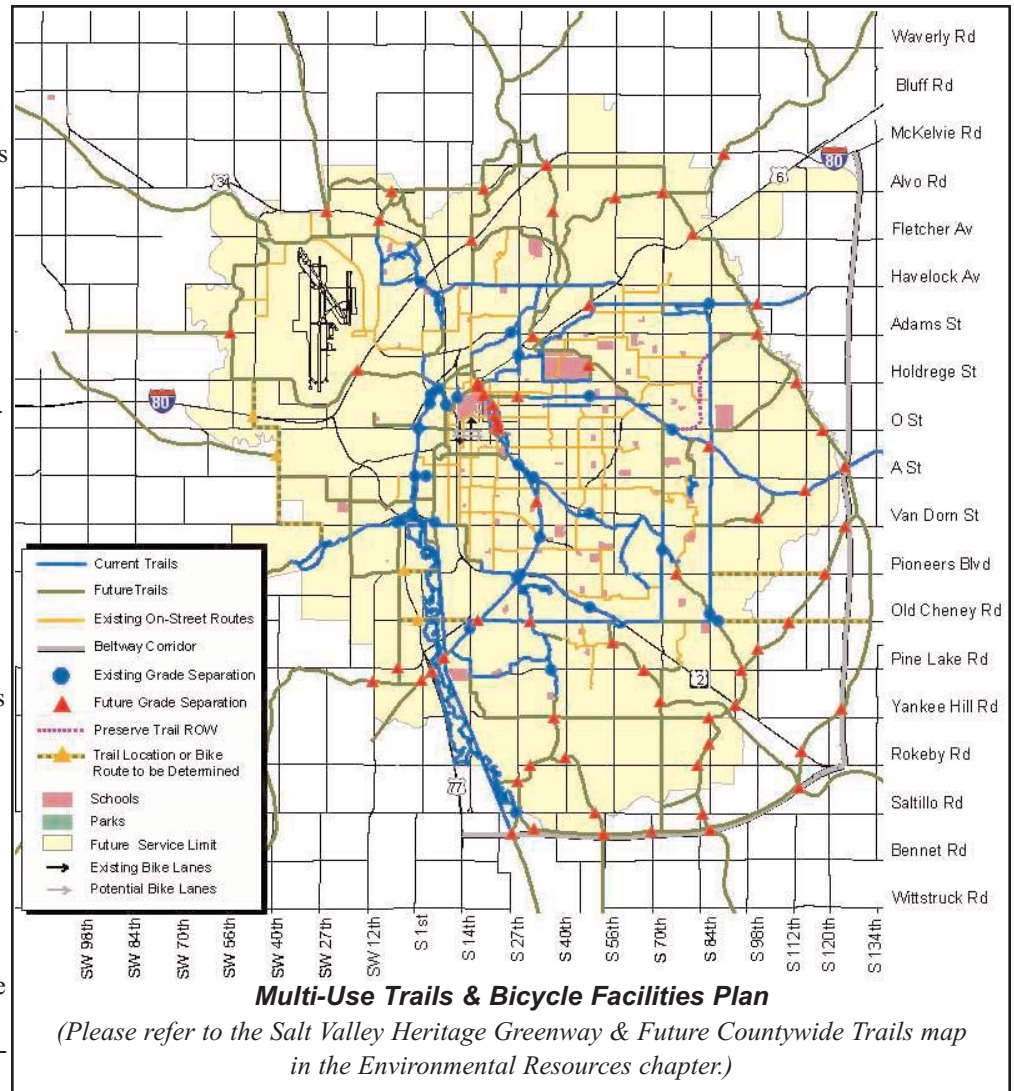 Waverly Rd
Bluff Rd
McKelvie Rd
80
6
34
Alvo Rd
Fletcher Av
Havelock Av
Adams St
Holdrege St
80
O St
A St
Van Dorn St
Pioneers Blvd
Old Cheney Rd
Pine Lake Rd
2
Yankee Hill Rd
Rokeby Rd
77
Saltillo Rd
Bennet Rd
Wittstruck Rd
Current Trails
Future Trails
Existing On-Street Routes
Beltway Corridor
Existing Grade Separation
Future Grade Separation
Preserve Trail ROW
Trail Location or Bike
Route to be Determined
Schools
Parks
Future Service Limit
Existing Bike Lanes
Potential Bike Lanes
SW 98th
SW 84th
SW 70th
SW 56th
SW 40th
SW 27th
SW 12th
S 1st
S 14th
S 27th
S 40th
S 56th
S 70th
S 84th
S 98th
S 112th
S 120th
S 134th
Multi-Use Trails & Bicycle Facilities Plan
(Please refer to the Salt Valley Heritage Greenway & Future Countywide Trails map
in the Environmental Resources chapter.)